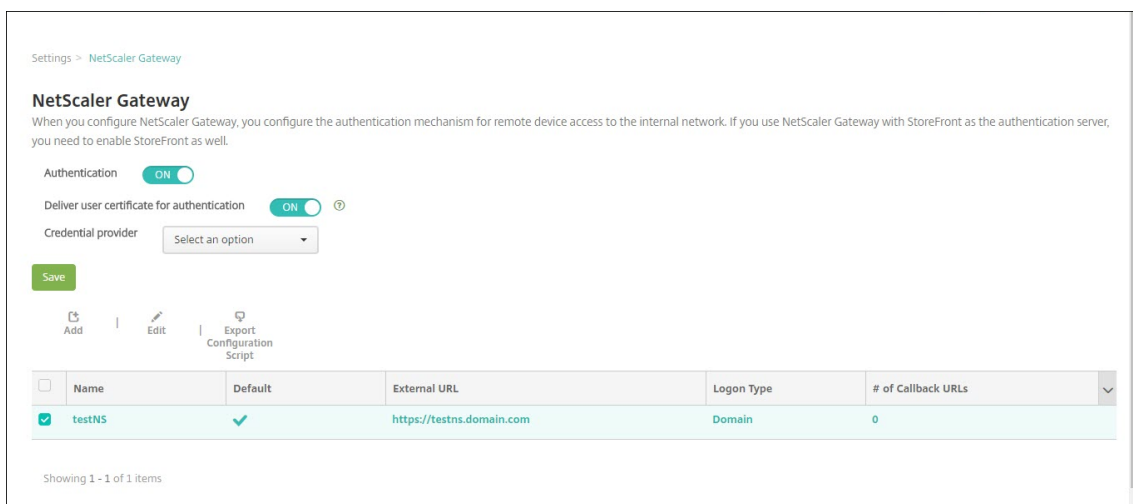 Settings > NetScaler Gateway
NetScaler Gateway
When you configure NetScaler Gateway, you configure the authentication mechanism for remote device access to the internal network. If you use NetScaler Gateway with StoreFront as the authentication server,
you need to enable StoreFront as well.
Authentication ON
Deliver user certificate for authentication ON ?
Credential provider Select an option
Save
Add | Edit | Export
Configuration
Script
Name Default External URL Logon Type # of Callback URLs
testNS https://testns.domain.com Domain 0
Showing 1 - 1 of 1 items